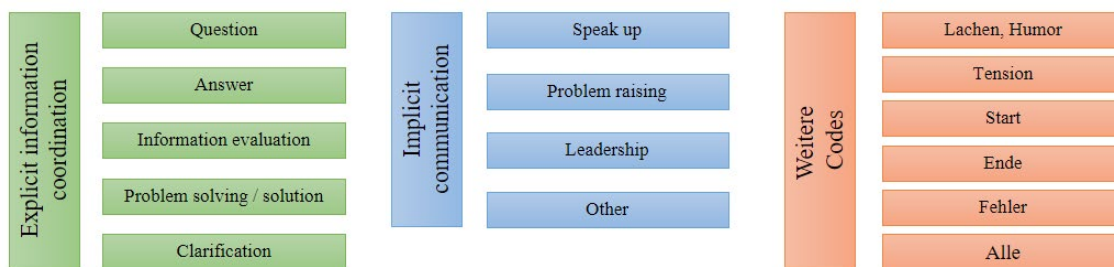 Explicit information
coordination
Question
Answer
Information evaluation
Problem solving / solution
Clarification
Implicit
communication
Speak up
Problem raising
Leadership
Other
Weitere
Codes
Lachen, Humor
Tension
Start
Ende
Fehler
Alle